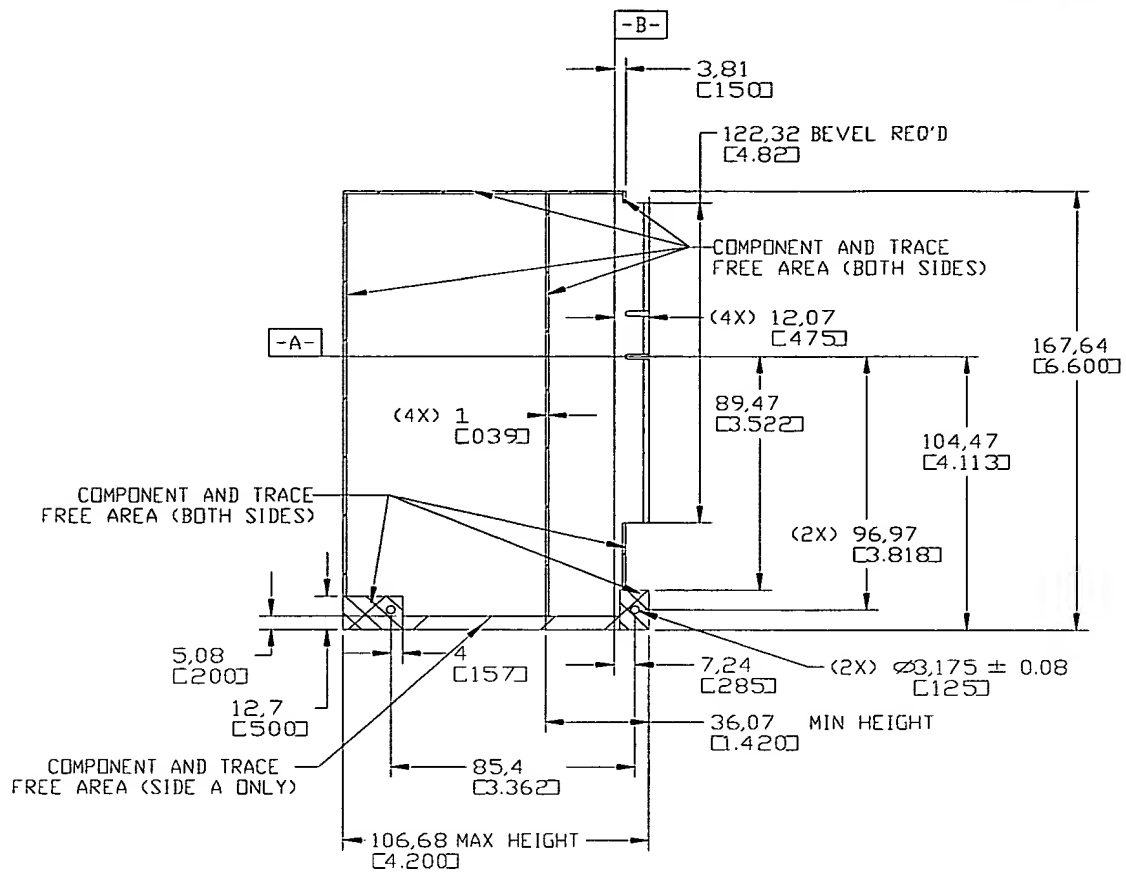 -B-
3,81
[150]
122,32 BEVEL REQ'D
[4.82]
COMPONENT AND TRACE
FREE AREA (BOTH SIDES)
(4X) 12,07
[475]
-A-
167,64
[6.600]
(4X) 1
[039]
89,47
[3.522]
104,47
[4.113]
COMPONENT AND TRACE
FREE AREA (BOTH SIDES)
(2X) 96,97
[3.818]
5,08
[200]
4
[157]
7,24
[285]
(2X) ⌀3,175 ± 0.08
[125]
12,7
[500]
36,07 MIN HEIGHT
[1.420]
COMPONENT AND TRACE
FREE AREA (SIDE A ONLY)
85,4
[3.362]
106,68 MAX HEIGHT
[4.200]